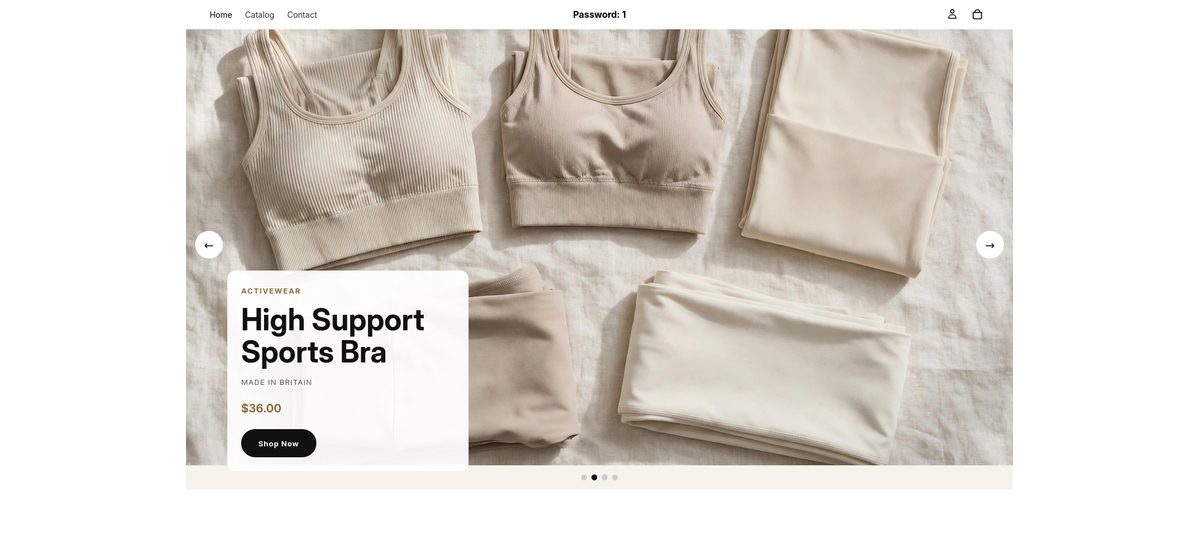 Home Catalog Contact Password: 1
ACTIVEWEAR
High Support
Sports Bra
MADE IN BRITAIN
$36.00
Shop Now